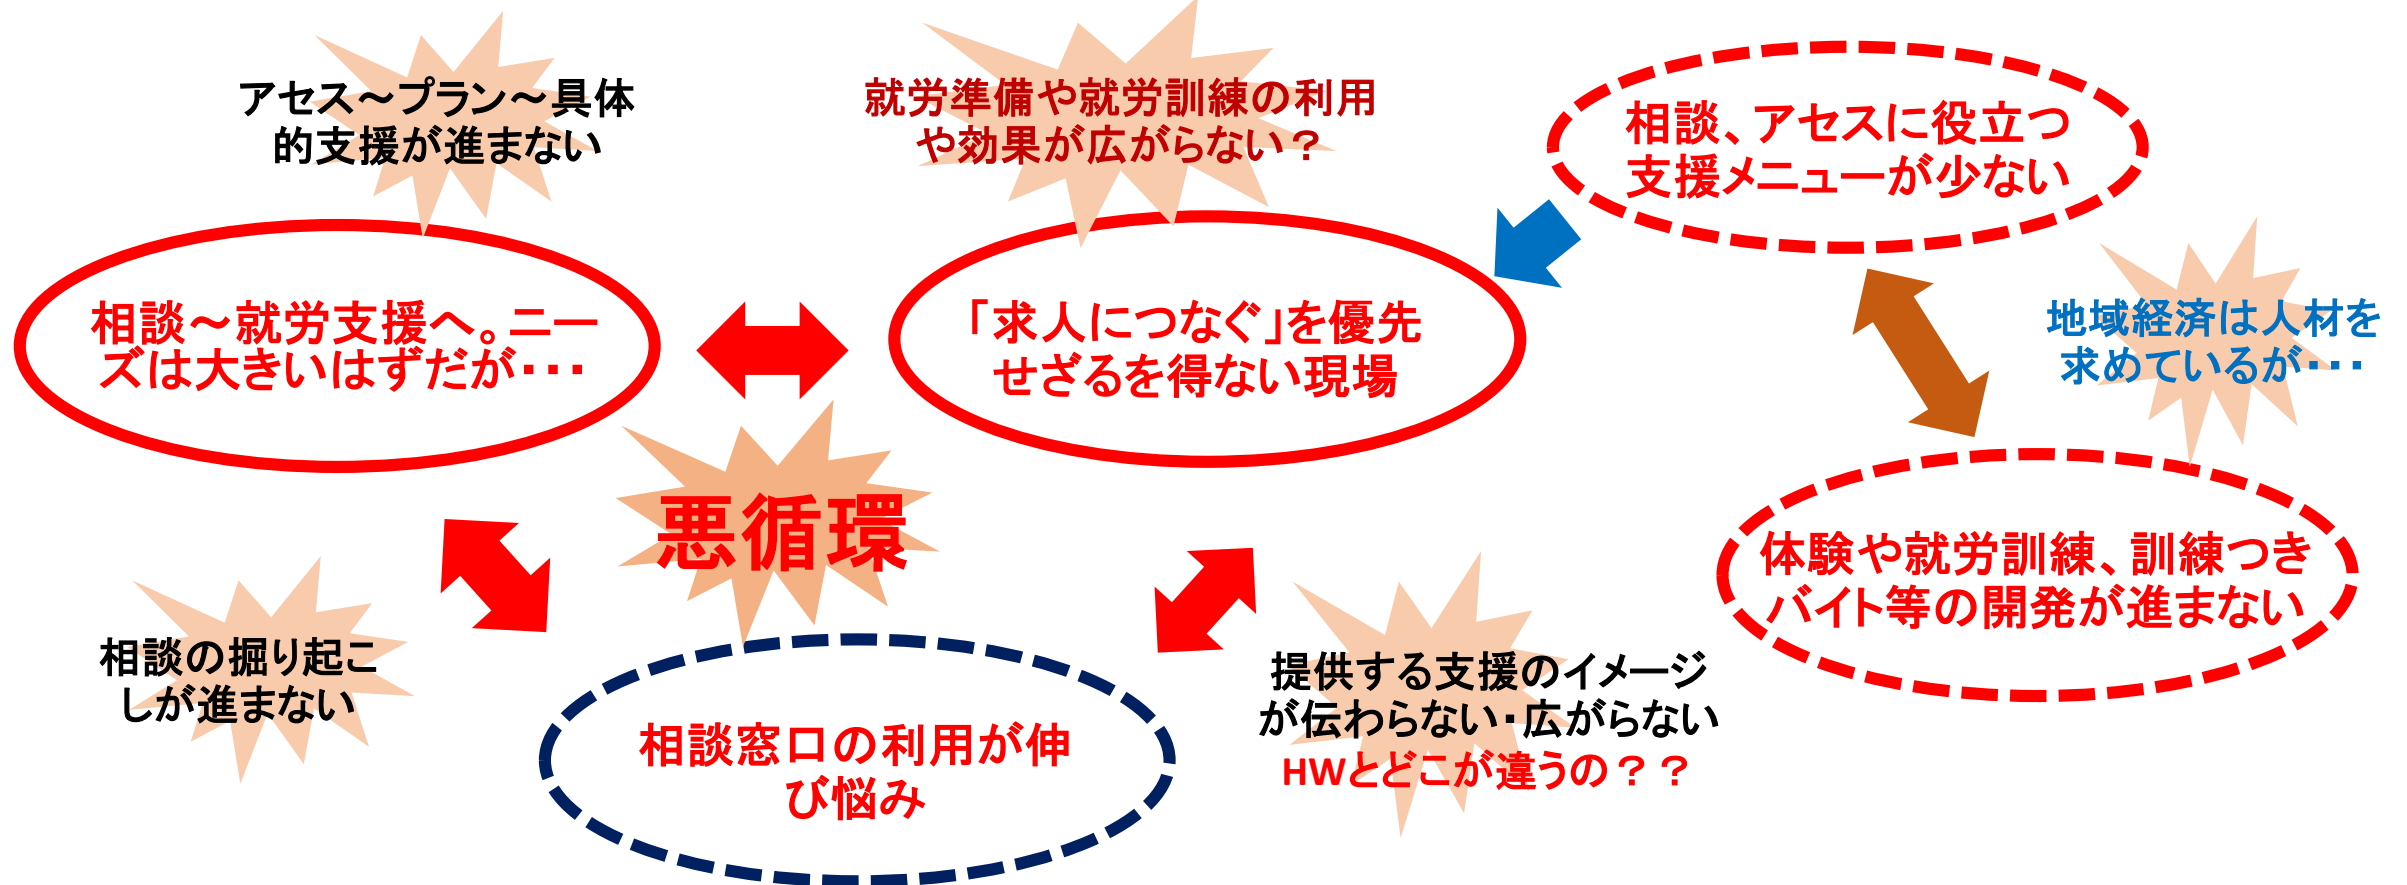 アセス～プラン～具体
的支援が進まない
就労準備や就労訓練の利用
や効果が広がらない？
相談、アセスに役立つ
支援メニューが少ない
相談～就労支援へ。ニー
ズは大きいはずだが・・・
「求人につなぐ」を優先
せざるを得ない現場
地域経済は人材を
求めているが・・・
悪循環
体験や就労訓練、訓練つき
バイト等の開発が進まない
相談の掘り起こ
しが進まない
相談窓口の利用が伸
び悩み
提供する支援のイメージ
が伝わらない・広がらない
HWとどこが違うの？？